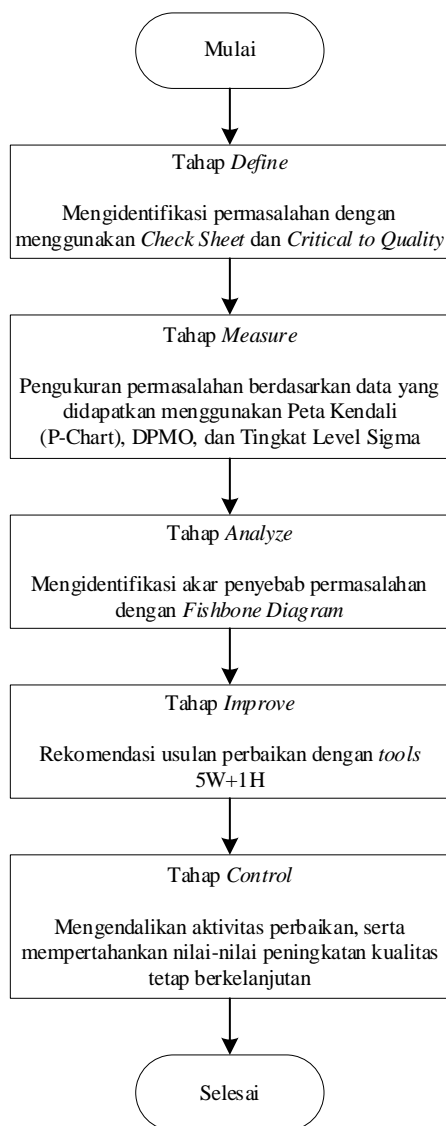 Mulai
Tahap Define
Mengidentifikasi permasalahan dengan
menggunakan Check Sheet dan Critical to Quality
Tahap Measure
Pengukuran permasalahan berdasarkan data yang
didapatkan menggunakan Peta Kendali
(P-Chart), DPMO, dan Tingkat Level Sigma
Tahap Analyze
Mengidentifikasi akar penyebab permasalahan
dengan Fishbone Diagram
Tahap Improve
Rekomendasi usulan perbaikan dengan tools
5W+1H
Tahap Control
Mengendalikan aktivitas perbaikan, serta
mempertahankan nilai-nilai peningkatan kualitas
tetap berkelanjutan
Selesai